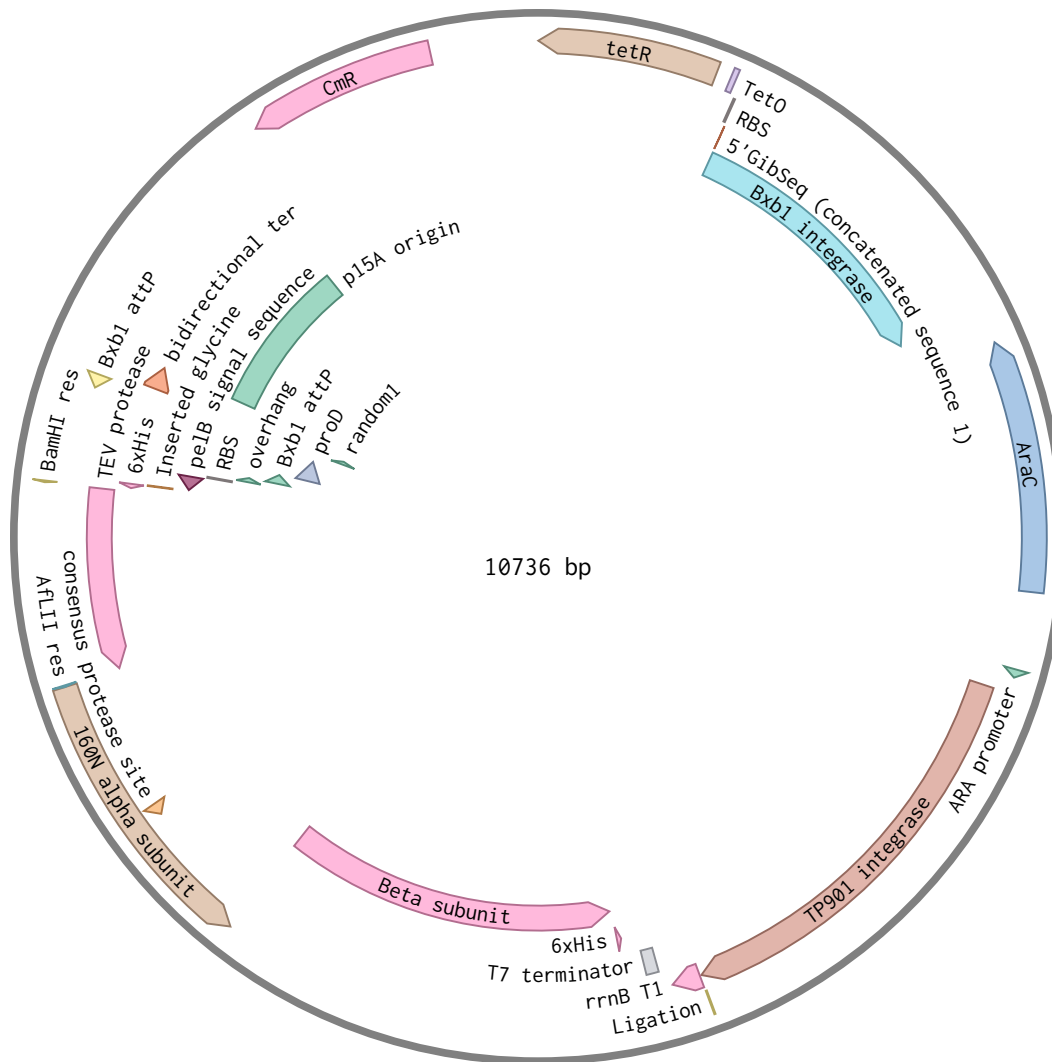 tetR
CmR
TetO
RBS
5'GibSeq (concatenated sequence 1)
Bxb1 integrase
p15A origin
bidirectional ter
Bxb1 attP
pelB signal sequence
Inserted glycine
TEV protease
BamHI res
6xHis
RBS
overhang
Bxb1 attP
proD
random1
AraC
10736 bp
consensus protease site
AflII res
160N alpha subunit
ARA promoter
TP901 integrase
Beta subunit
6xHis
T7 terminator
rrnB T1
Ligation